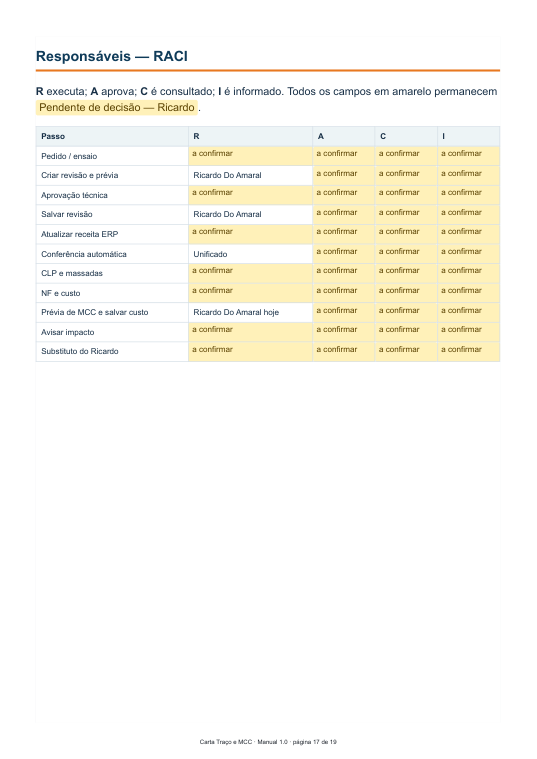 Responsáveis — RACI
R executa; A aprova; C é consultado; I é informado. Todos os campos em amarelo permanecem
Pendente de decisão — Ricardo .
Passo R A C I
Pedido / ensaio a confirmar a confirmar a confirmar a confirmar
Criar revisão e prévia Ricardo Do Amaral a confirmar a confirmar a confirmar
Aprovação técnica a confirmar a confirmar a confirmar a confirmar
Salvar revisão Ricardo Do Amaral a confirmar a confirmar a confirmar
Atualizar receita ERP a confirmar a confirmar a confirmar a confirmar
Conferência automática Unificado a confirmar a confirmar a confirmar
CLP e massadas a confirmar a confirmar a confirmar a confirmar
NF e custo a confirmar a confirmar a confirmar a confirmar
Prévia de MCC e salvar custo Ricardo Do Amaral hoje a confirmar a confirmar a confirmar
Avisar impacto a confirmar a confirmar a confirmar a confirmar
Substituto do Ricardo a confirmar a confirmar a confirmar a confirmar
Carta Traço e MCC · Manual 1.0 · página 17 de 19